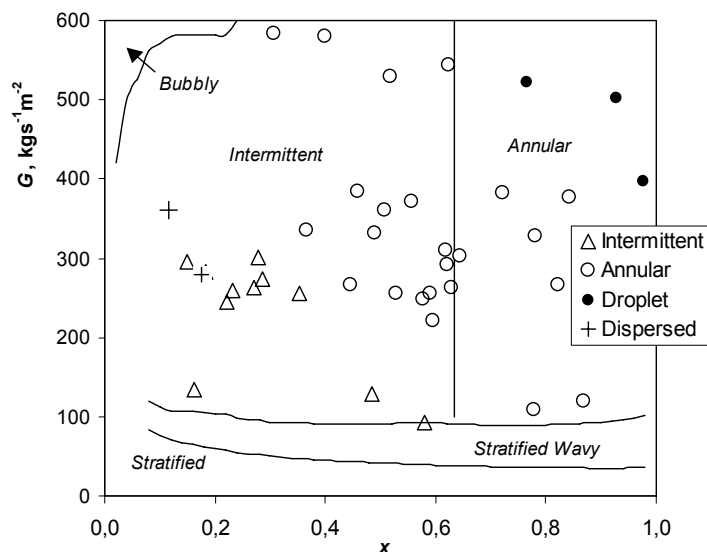 600
500
400
300
200
100
0
G, kgs⁻¹m⁻²
Bubbly
Intermittent
Annular
Intermittent
Annular
Droplet
Dispersed
Stratified
Stratified Wavy
0,0
0,2
0,4
0,6
0,8
1,0
x